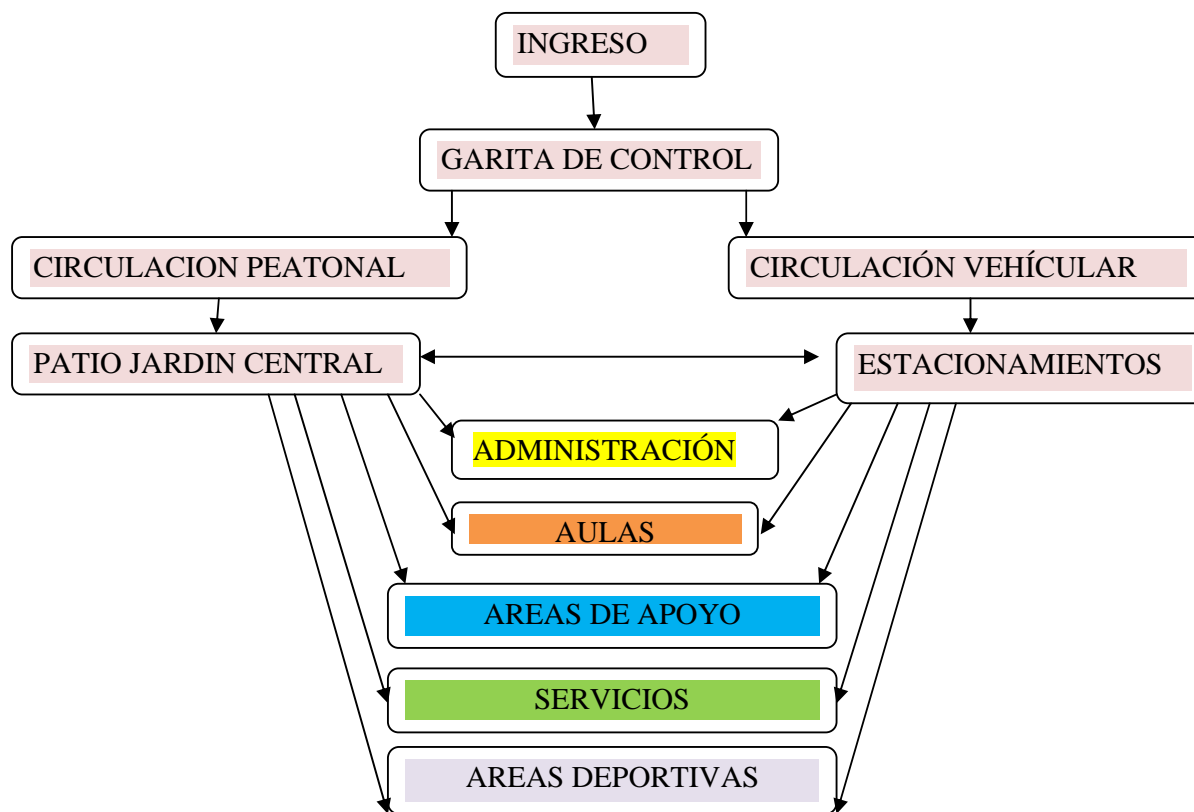 INGRESO
GARITA DE CONTROL
CIRCULACION PEATONAL
CIRCULACIÓN VEHÍCULAR
PATIO JARDIN CENTRAL
ESTACIONAMIENTOS
ADMINISTRACIÓN
AULAS
AREAS DE APOYO
SERVICIOS
AREAS DEPORTIVAS